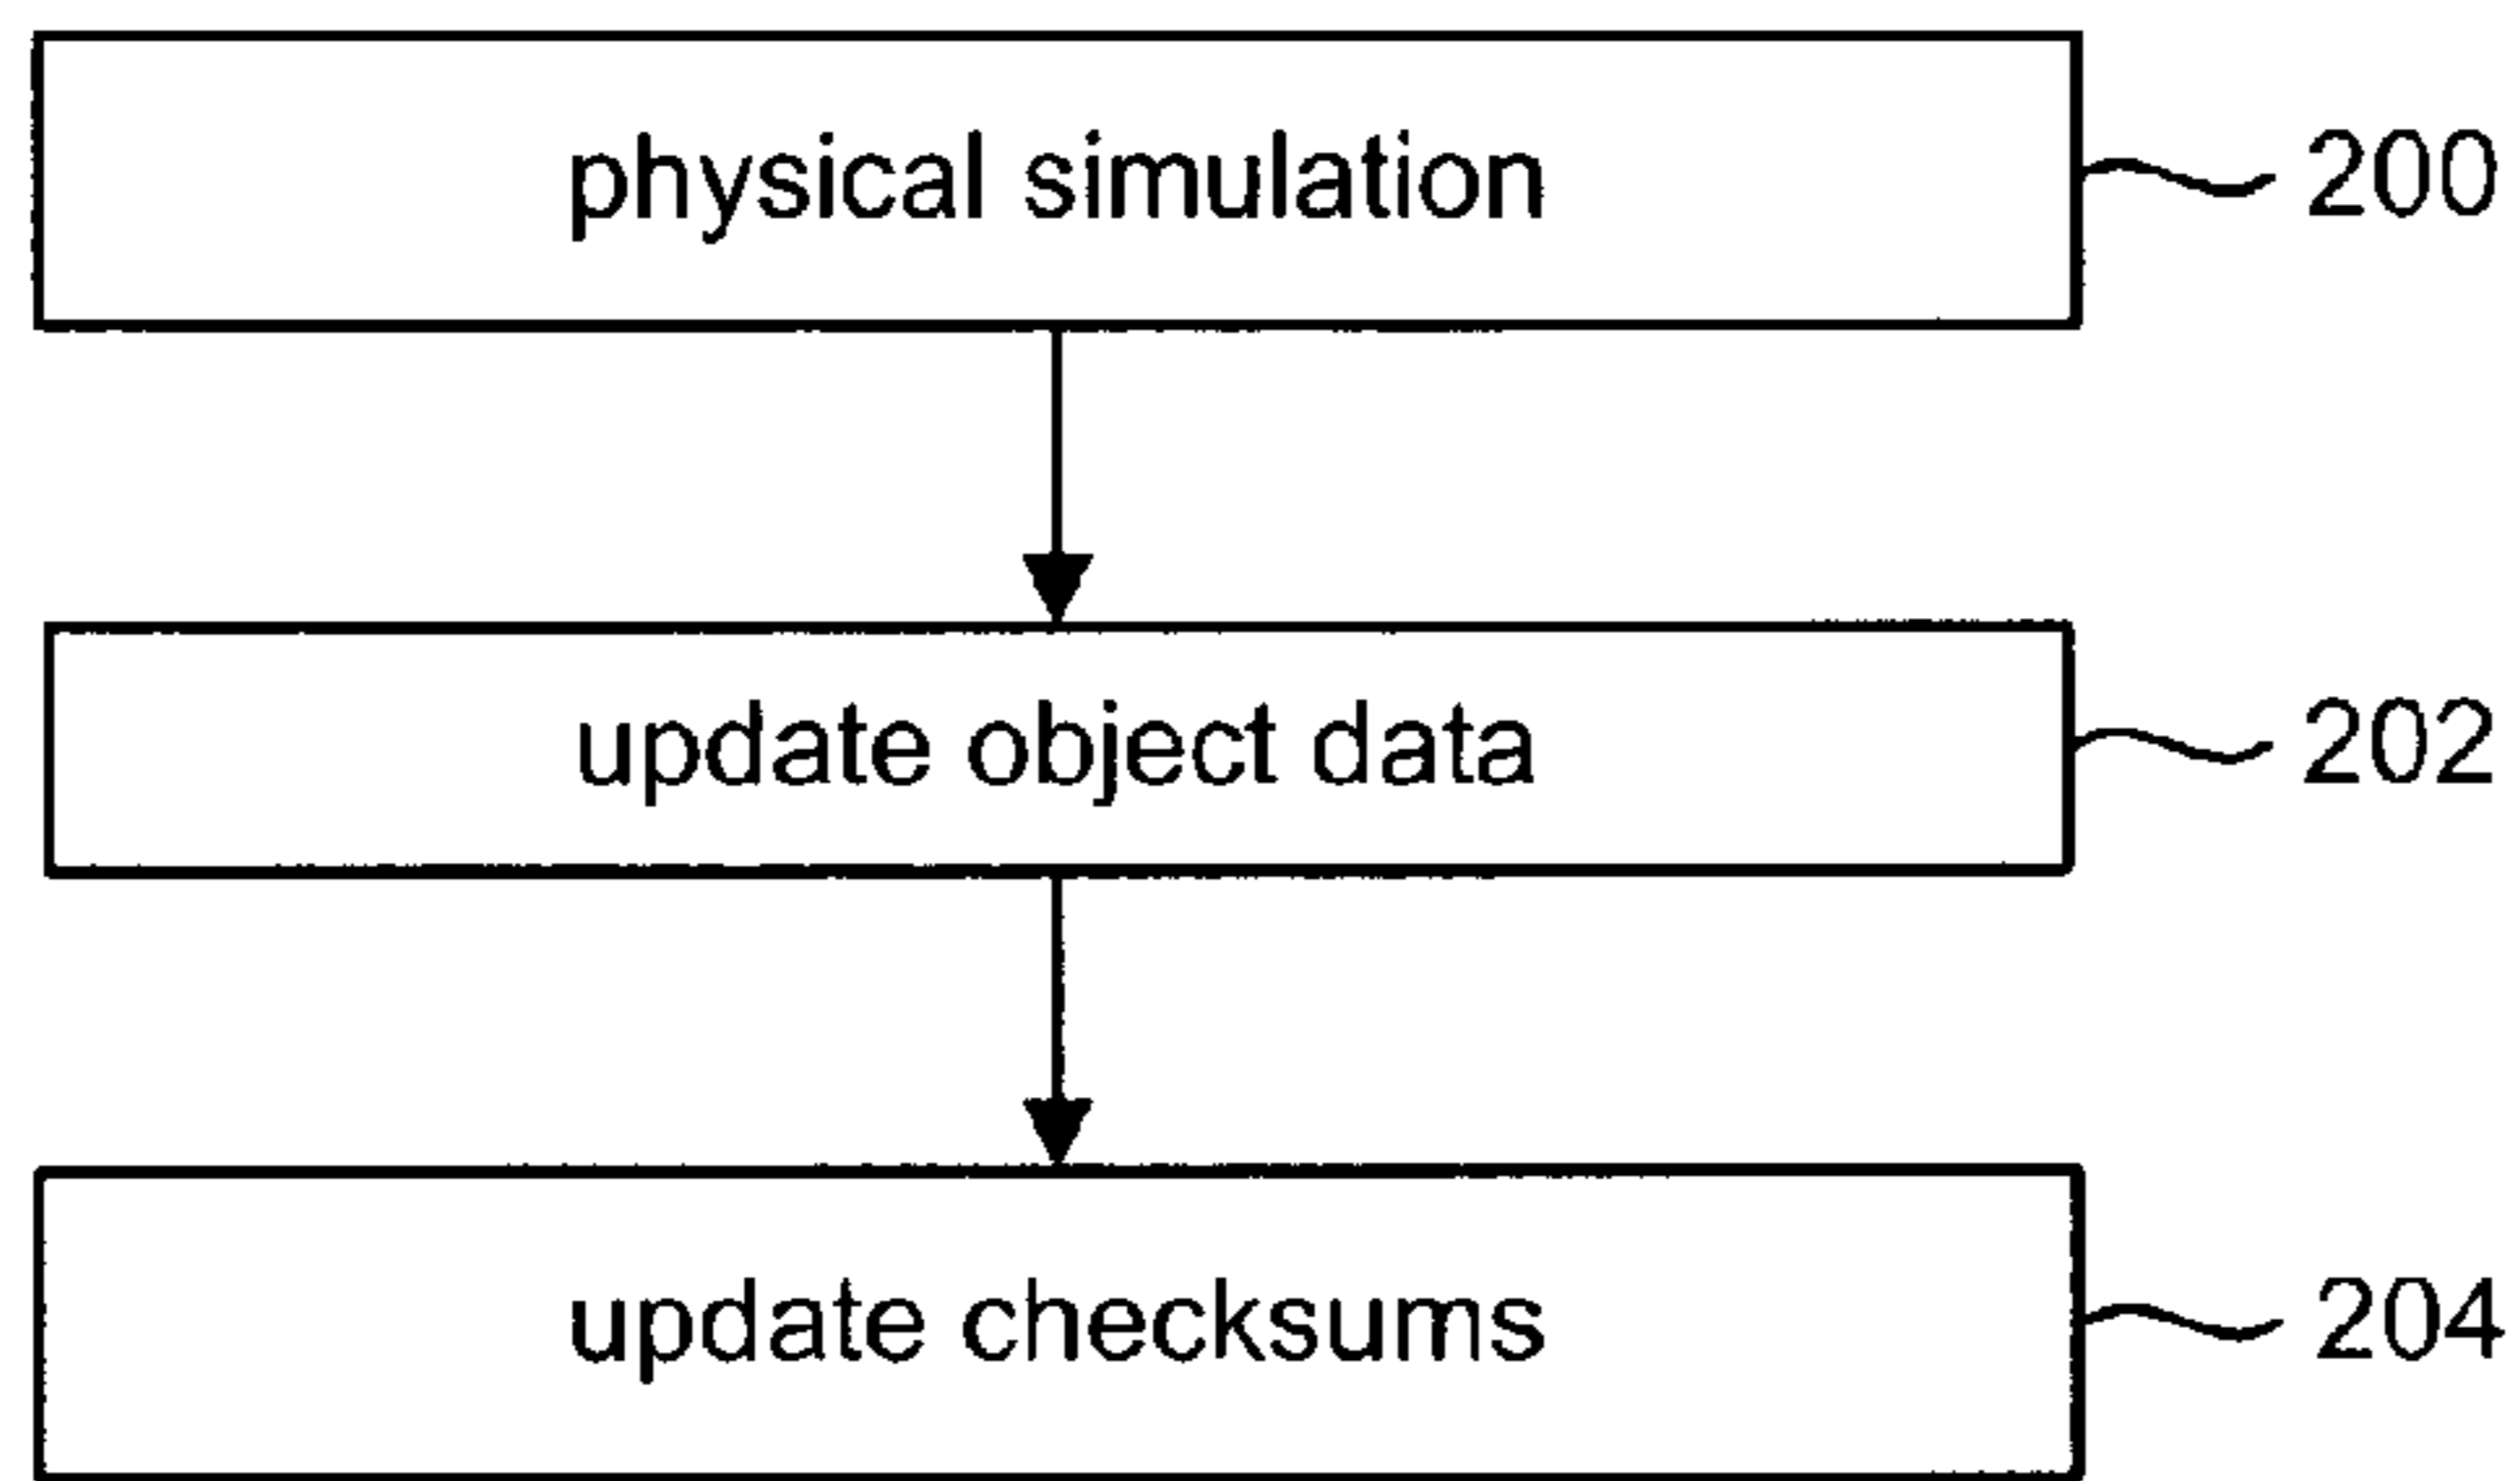 physical simulation 200
update object data 202
update checksums 204